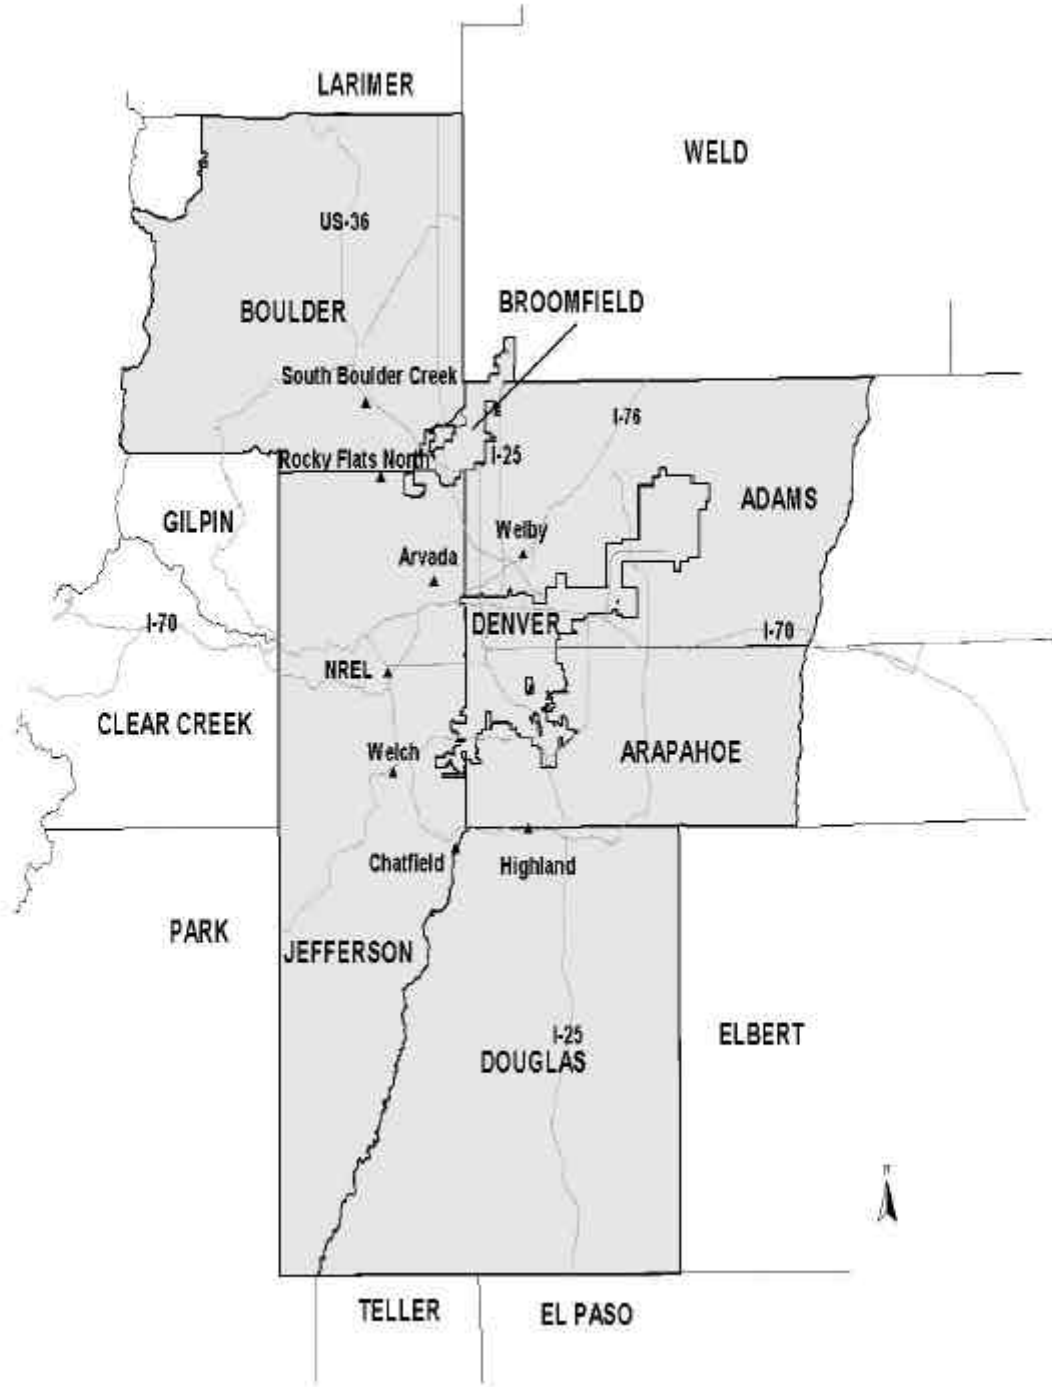 LARIMER
WELD
US-36
BROOMFIELD
BOULDER
South Boulder Creek
I-76
I-25
Rocky Flats North
ADAMS
GILPIN
Welby
Arvada
I-70
DENVER
I-70
NREL
CLEAR CREEK
Welch
ARAPAHOE
Chatfield
Highland
PARK
JEFFERSON
I-25
ELBERT
DOUGLAS
TELLER
EL PASO